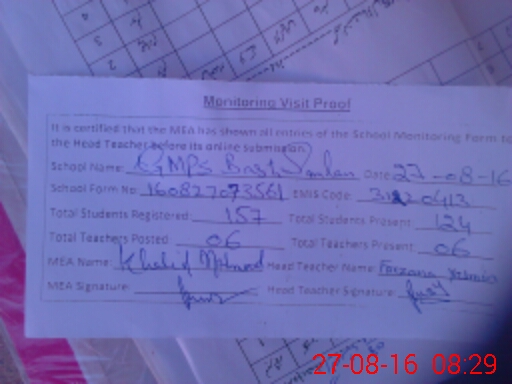 Monitoring Visit Proof
It is certified that the MEA has shown all entries of the School Monitoring Form to
the Head Teacher before its online submission.
School Name: GMPS Basti Date: 27-08-16
School Form No: 160827073561 EMIS Code: 31220413
Total Students Registered: 157 Total Students Present: 124
Total Teachers Posted: 06 Total Teachers Present: 06
MEA Name: Khalid Mehmood Head Teacher Name: Farzana Yasmin
MEA Signature: Head Teacher Signature:
27-08-16 08:29